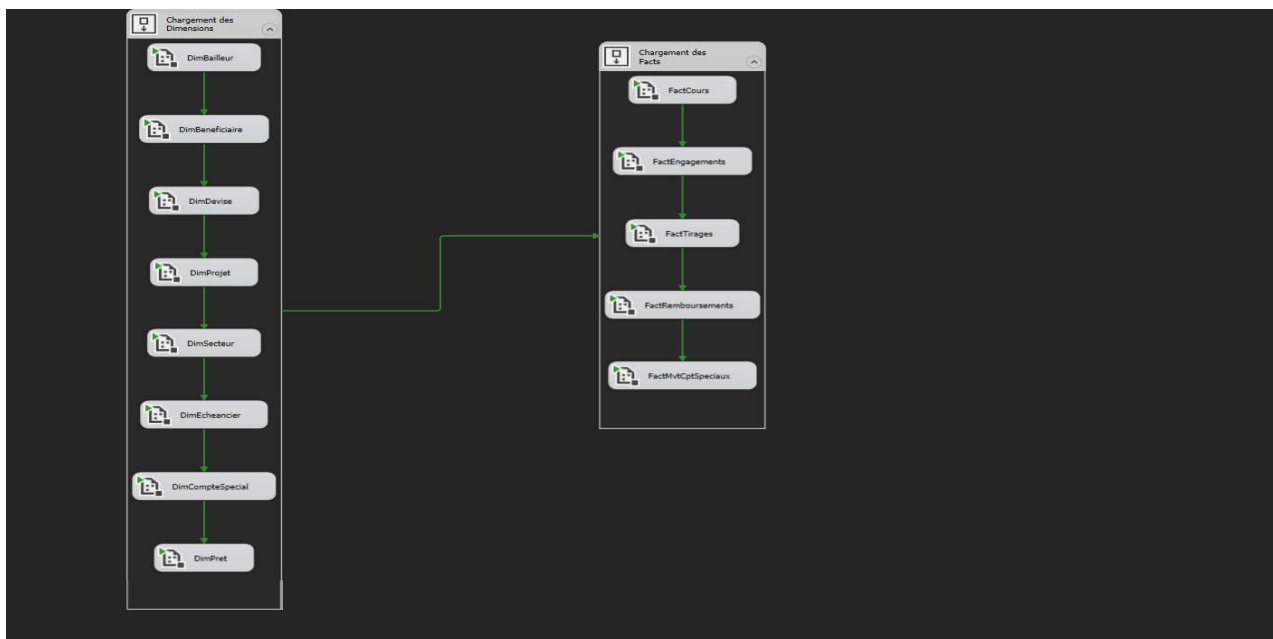 Chargement des
Dimensions
DimBailleur
DimBeneficiaire
DimDevise
DimProjet
DimSecteur
DimEcheancier
DimCompteSpecial
DimPret
Chargement des
Facts
FactCours
FactEngagements
FactTirages
FactRemboursements
FactMvtCptSpeciaux